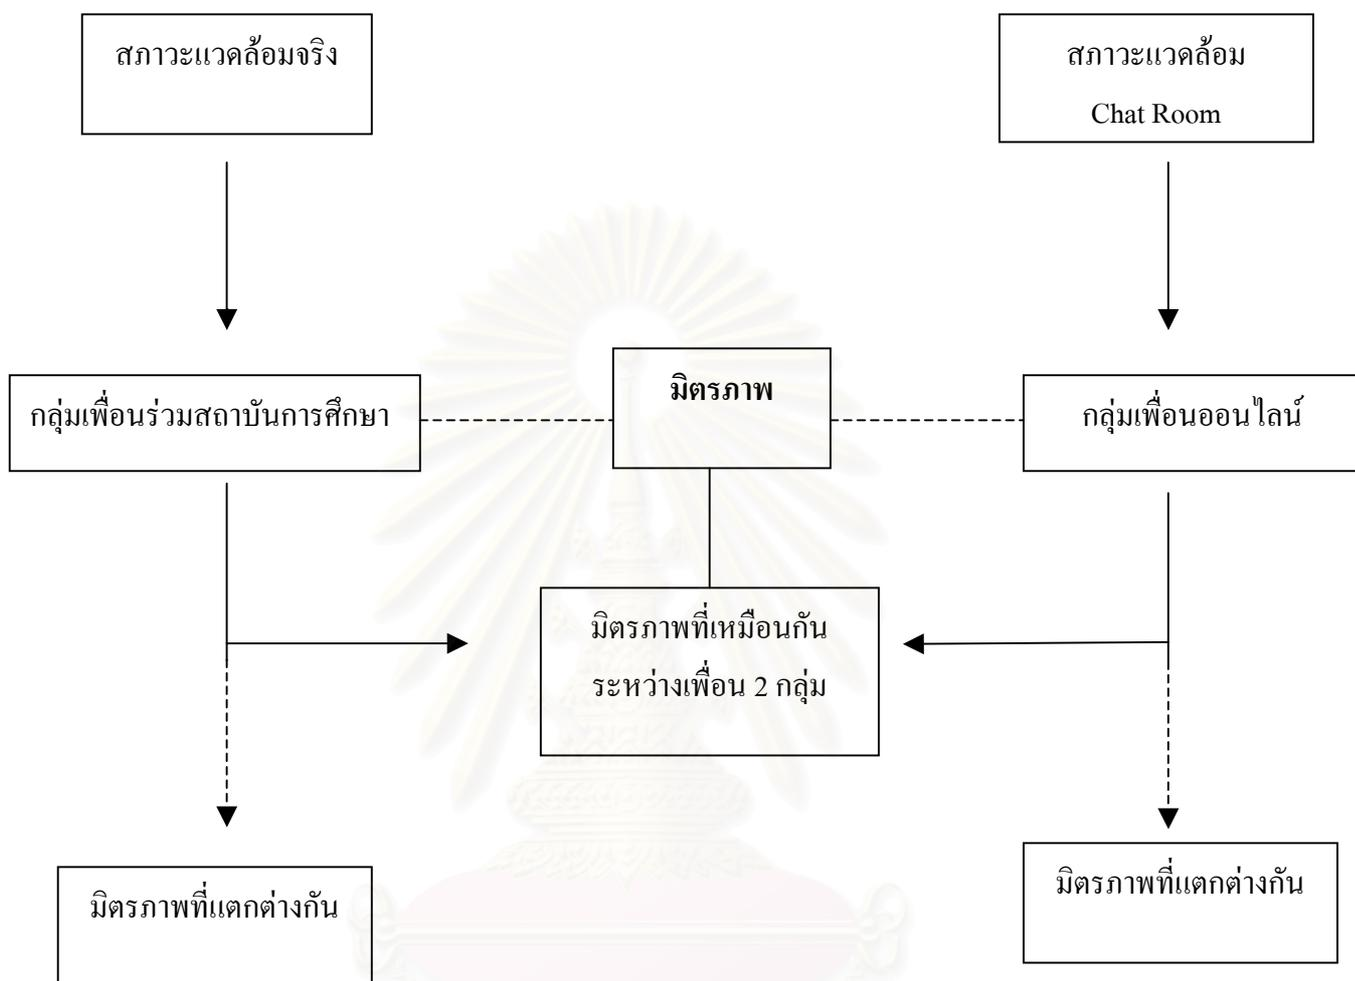 สภาวะแวดล้อมจริง
สภาวะแวดล้อม
Chat Room
กลุ่มเพื่อนร่วมสถาบันการศึกษา
มิตรภาพ
กลุ่มเพื่อนออนไลน์
มิตรภาพที่เหมือนกัน
ระหว่างเพื่อน 2 กลุ่ม
มิตรภาพที่แตกต่างกัน
มิตรภาพที่แตกต่างกัน